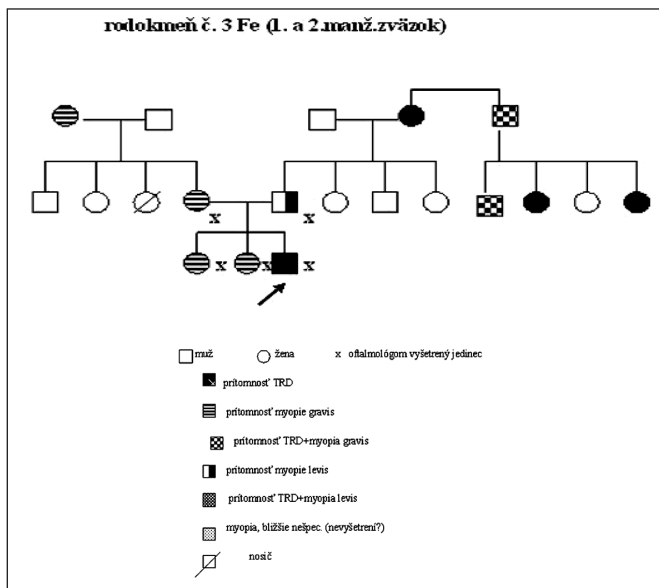 rodokmeň č. 3 Fe (1. a 2.manž.zväzok)
x x
x x x
muž žena x oftalmológom vyšetrený jedinec
prítomnosť TRD
prítomnosť myopie gravis
prítomnosť TRD+myopia gravis
prítomnosť myopie levis
prítomnosť TRD+myopia levis
myopia, bližšie nešpec. (nevyšetrení?)
nosič